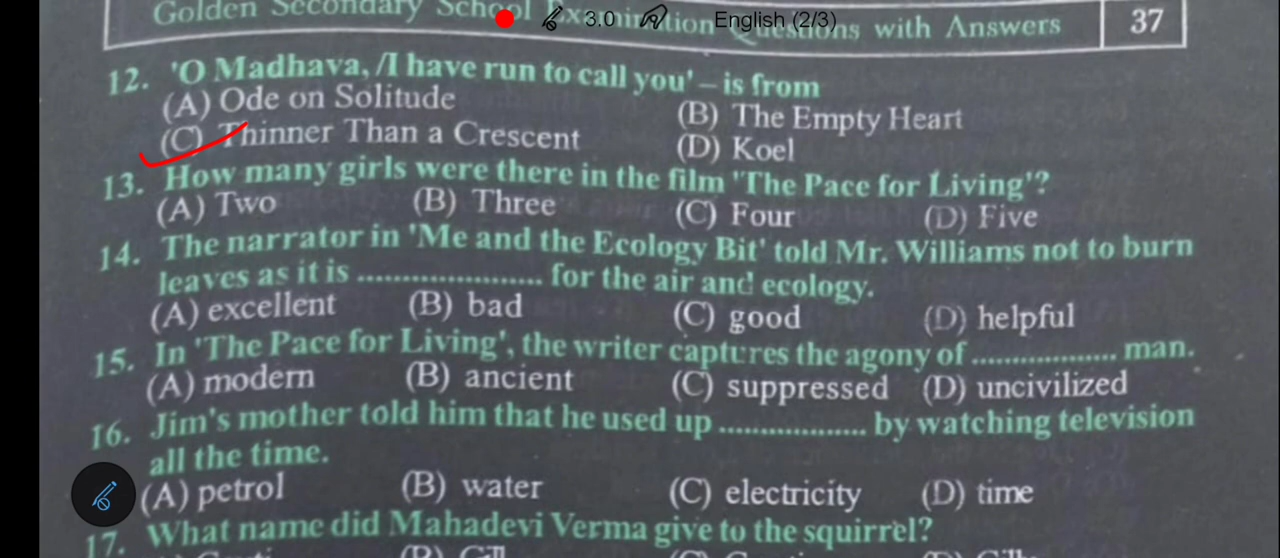 Golden Secondary School Examination Questions with Answers 37
3.0 English (2/3)
12. 'O Madhava, /I have run to call you' – is from
(A) Ode on Solitude (B) The Empty Heart
(C) Thinner Than a Crescent (D) Koel
13. How many girls were there in the film 'The Pace for Living'?
(A) Two (B) Three (C) Four (D) Five
14. The narrator in 'Me and the Ecology Bit' told Mr. Williams not to burn
leaves as it is .................... for the air and ecology.
(A) excellent (B) bad (C) good (D) helpful
15. In 'The Pace for Living', the writer captures the agony of ................. man.
(A) modern (B) ancient (C) suppressed (D) uncivilized
16. Jim's mother told him that he used up ................. by watching television
all the time.
(A) petrol (B) water (C) electricity (D) time
17. What name did Mahadevi Verma give to the squirrel?